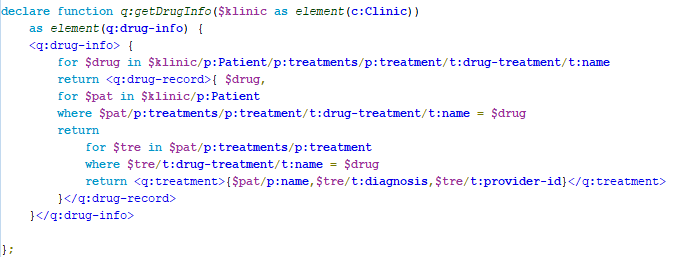 declare function q:getDrugInfo($klinic as element(c:Clinic))
    as element(q:drug-info) {
    <q:drug-info> {
        for $drug in $klinic/p:Patient/p:treatments/p:treatment/t:drug-treatment/t:name
        return <q:drug-record>{ $drug,
        for $pat in $klinic/p:Patient
        where $pat/p:treatments/p:treatment/t:drug-treatment/t:name = $drug
        return
            for $tre in $pat/p:treatments/p:treatment
            where $tre/t:drug-treatment/t:name = $drug
            return <q:treatment>{$pat/p:name,$tre/t:diagnosis,$tre/t:provider-id}</q:treatment>
        }</q:drug-record>
    }</q:drug-info>
};